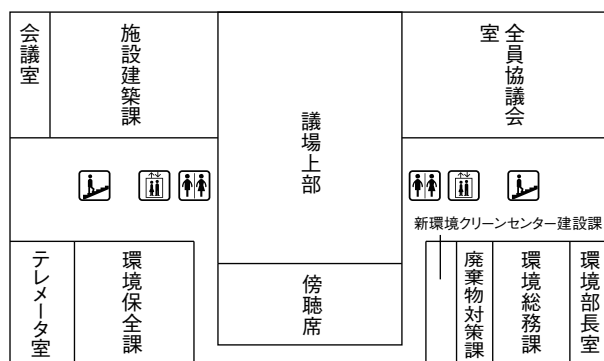 会議室
施設建築課
議場上部
全員協議会室
新環境クリーンセンター建設課
テレメータ室
環境保全課
傍聴席
廃棄物対策課
環境総務課
環境部長室